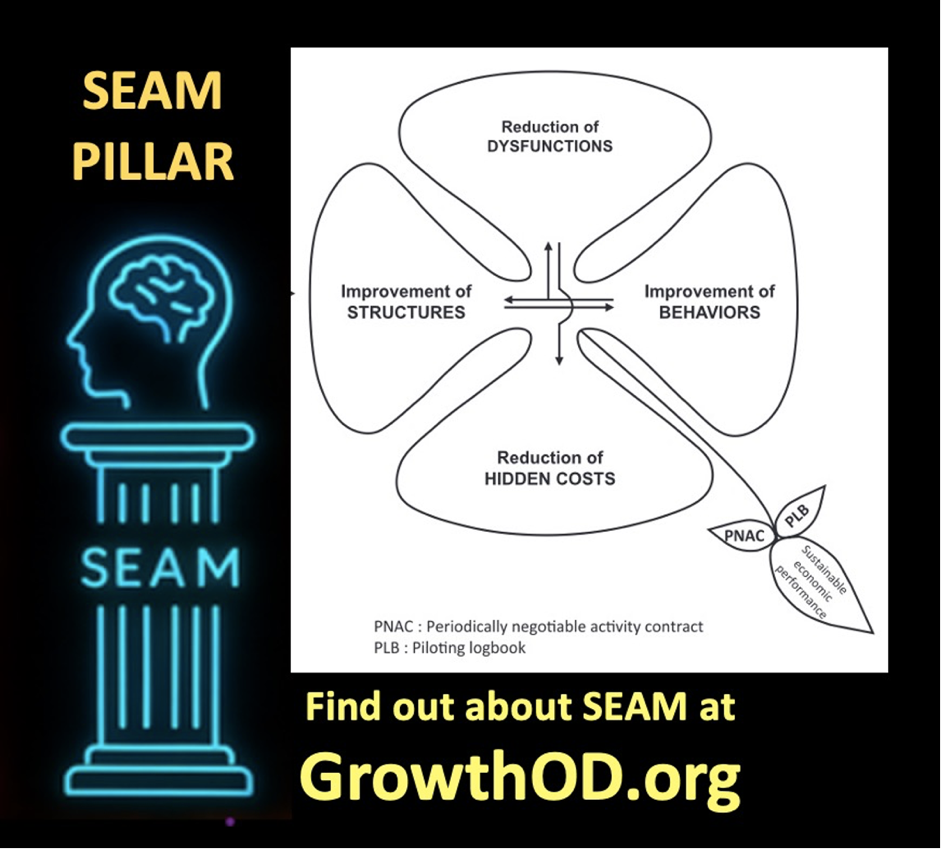 SEAM
PILLAR
SEAM
Reduction of
DYSFUNCTIONS
Improvement of
STRUCTURES
Improvement of
BEHAVIORS
Reduction of
HIDDEN COSTS
PNAC
PLB
Sustainable
economic
performance
PNAC : Periodically negotiable activity contract
PLB : Piloting logbook
Find out about SEAM at
GrowthOD.org